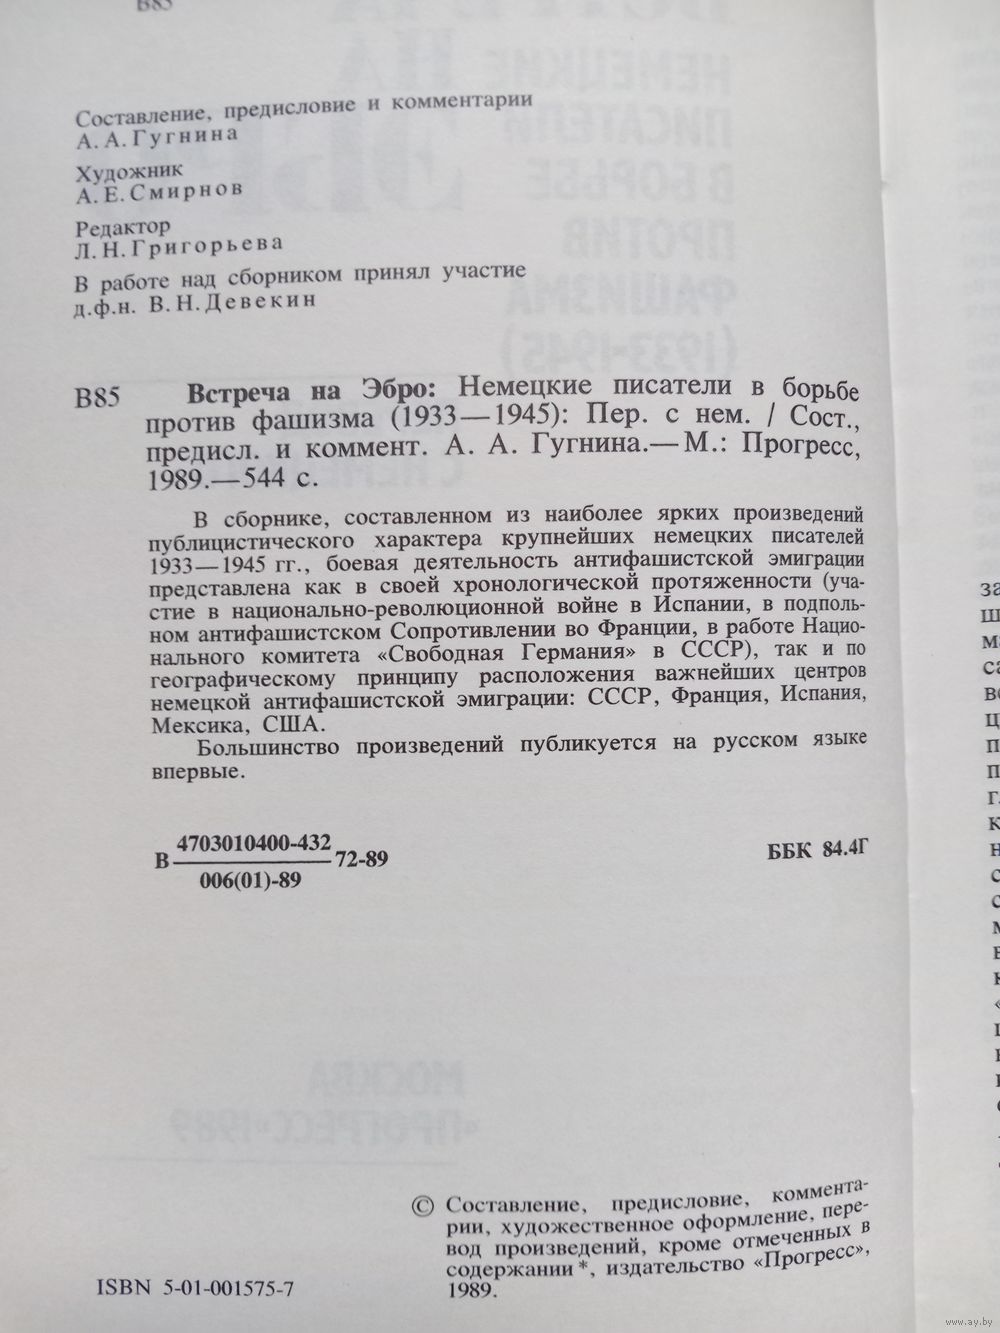 В85
Составление, предисловие и комментарии
А. А. Гугнина
Художник
А. Е. Смирнов
Редактор
Л. Н. Григорьева
В работе над сборником принял участие
д.ф.н. В. Н. Девекин
В85 Встреча на Эбро: Немецкие писатели в борьбе
против фашизма (1933—1945): Пер. с нем. / Сост.,
предисл. и коммент. А. А. Гугнина.—М.: Прогресс,
1989.—544 с.
В сборнике, составленном из наиболее ярких произведений
публицистического характера крупнейших немецких писателей
1933—1945 гг., боевая деятельность антифашистской эмиграции
представлена как в своей хронологической протяженности (уча-
стие в национально-революционной войне в Испании, в подполь-
ном антифашистском Сопротивлении во Франции, в работе Нацио-
нального комитета «Свободная Германия» в СССР), так и по
географическому принципу расположения важнейших центров
немецкой антифашистской эмиграции: СССР, Франция, Испания,
Мексика, США.
Большинство произведений публикуется на русском языке
впервые.
В 4703010400-432 72-89
006(01)-89
ББК 84.4Г
© Составление, предисловие, коммента-
рии, художественное оформление, пере-
вод произведений, кроме отмеченных в
содержании*, издательство «Прогресс»,
1989.
ISBN 5-01-001575-7
www.ay.by